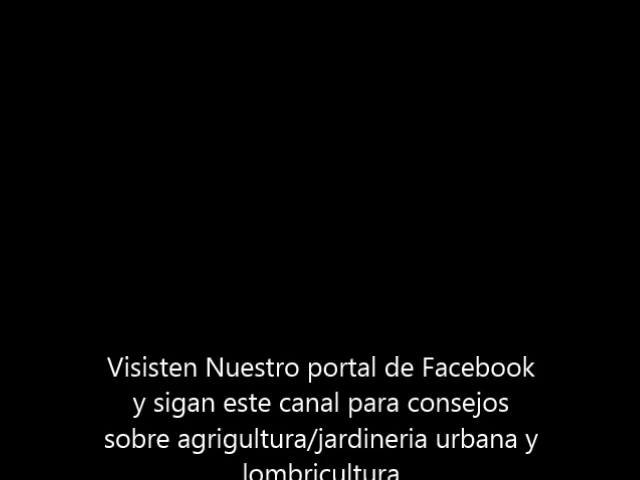 Visisten Nuestro portal de Facebook
y sigan este canal para consejos
sobre agrigultura/jardineria urbana y
lombricultura